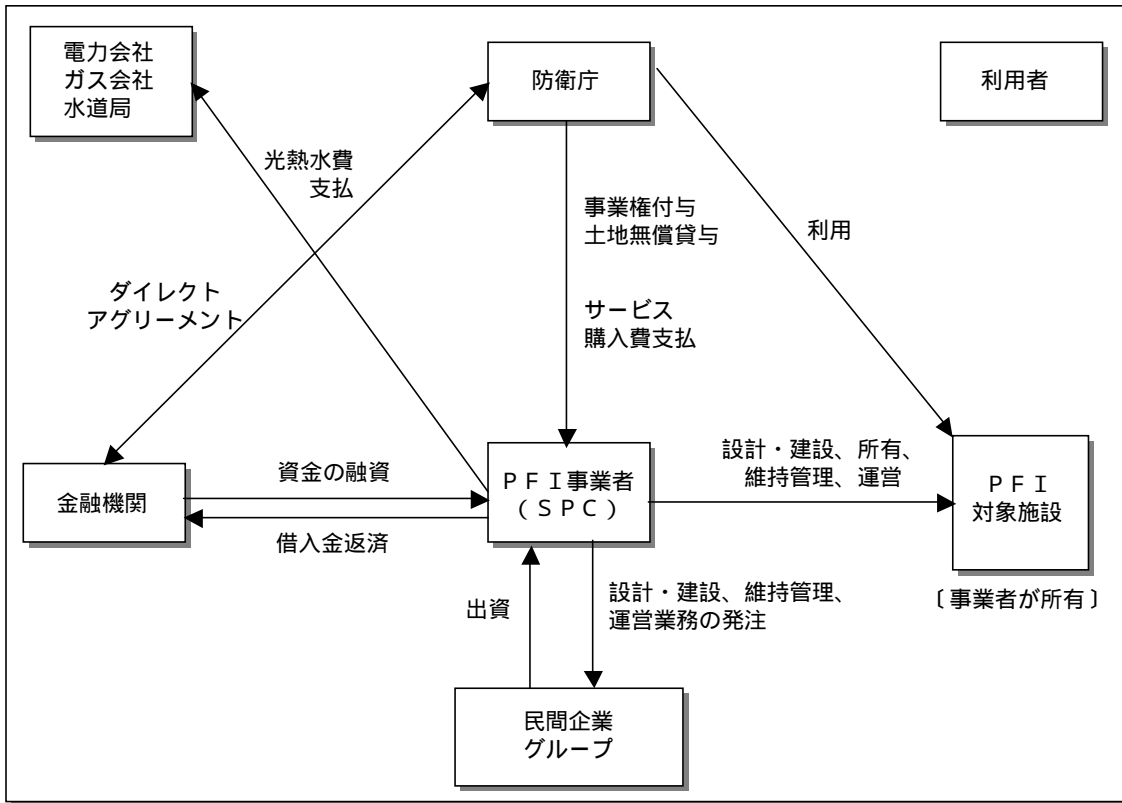 電力会社
ガス会社
水道局
防衛庁
利用者
光熱水費
支払
事業権付与
土地無償貸与
利用
ダイレクト
アグリーメント
サービス
購入費支払
金融機関
資金の融資
借入金返済
ＰＦＩ事業者
（ＳＰＣ）
設計・建設、所有、
維持管理、運営
ＰＦＩ
対象施設
〔事業者が所有〕
出資
設計・建設、維持管理、
運営業務の発注
民間企業
グループ